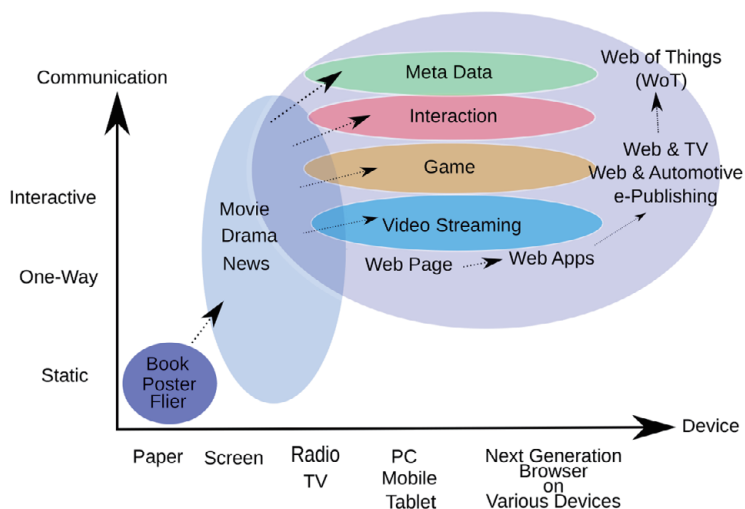 Communication
Interactive
One-Way
Static
Book
Poster
Flier
Movie
Drama
News
Meta Data
Interaction
Game
Video Streaming
Web Page
Web Apps
Web of Things
(WoT)
Web & TV
Web & Automotive
e-Publishing
Device
Paper
Screen
Radio
TV
PC
Mobile
Tablet
Next Generation
Browser
on
Various Devices